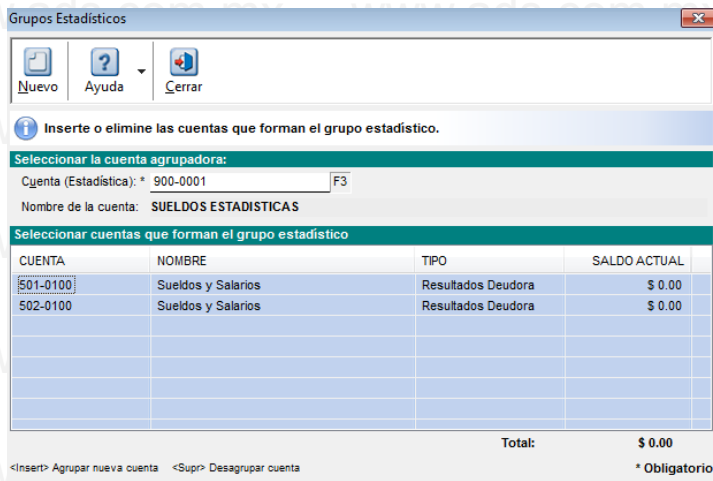 Grupos Estadísticos
Nuevo Ayuda Cerrar
Inserte o elimine las cuentas que forman el grupo estadístico.
Seleccionar la cuenta agrupadora:
Cuenta (Estadística): * 900-0001 F3
Nombre de la cuenta: SUELDOS ESTADISTICAS
Seleccionar cuentas que forman el grupo estadístico
CUENTA NOMBRE TIPO SALDO ACTUAL
501-0100 Sueldos y Salarios Resultados Deudora $ 0.00
502-0100 Sueldos y Salarios Resultados Deudora $ 0.00
Total: $ 0.00
<Insert> Agrupar nueva cuenta <Supr> Desagrupar cuenta * Obligatorio